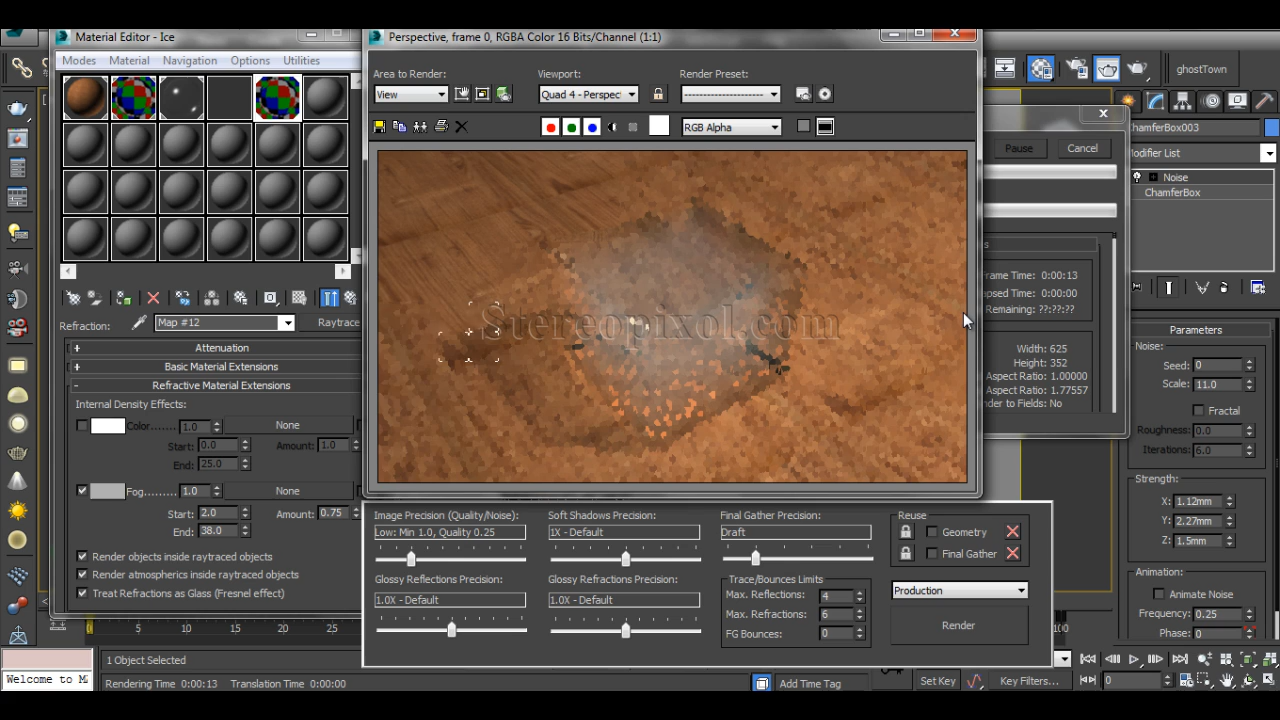 Material Editor - Ice
Modes Material Navigation Options Utilities
Refraction: Map #12 Raytrace
+ Attenuation
+ Basic Material Extensions
- Refractive Material Extensions
Internal Density Effects:
Color.. 1.0 None
Start: 0.0 Amount: 1.0
End: 25.0
Fog.. 1.0 None
Start: 2.0 Amount: 0.75
End: 38.0
Render objects inside raytraced objects
Render atmospherics inside raytraced objects
Treat Refractions as Glass (Fresnel effect)
Perspective, frame 0, RGBA Color 16 Bits/Channel (1:1)
Area to Render: Viewport: Render Preset:
View Quad 4 - Perspect --------------------
RGB Alpha
Stereopixol.com
Image Precision (Quality/Noise): Soft Shadows Precision: Final Gather Precision:
Low: Min 1.0, Quality 0.25 1X - Default Draft
Glossy Reflections Precision: Glossy Refractions Precision:
1.0X - Default 1.0X - Default
Trace/Bounces Limits
Max. Reflections: 4
Max. Refractions: 6
FG Bounces: 0
Reuse
Geometry
Final Gather
Production
Render
Pause Cancel
Frame Time: 0:00:13
apsed Time: 0:00:00
Remaining: ??:??:??
Width: 625
Height: 352
Aspect Ratio: 1.00000
Aspect Ratio: 1.77557
nder to Fields: No
ghostTown
ChamferBox003
Modifier List
Noise
ChamferBox
Parameters
Noise:
Seed: 0
Scale: 11.0
Fractal
Roughness: 0.0
Iterations: 6.0
Strength:
X: 1.12mm
Y: 2.27mm
Z: 1.5mm
Animation:
Animate Noise
Frequency: 0.25
Phase: 0
0 5 10 15 20 25 100
1 Object Selected
Welcome to M
Rendering Time 0:00:13 Translation Time 0:00:00
Add Time Tag Set Key Key Filters... 0